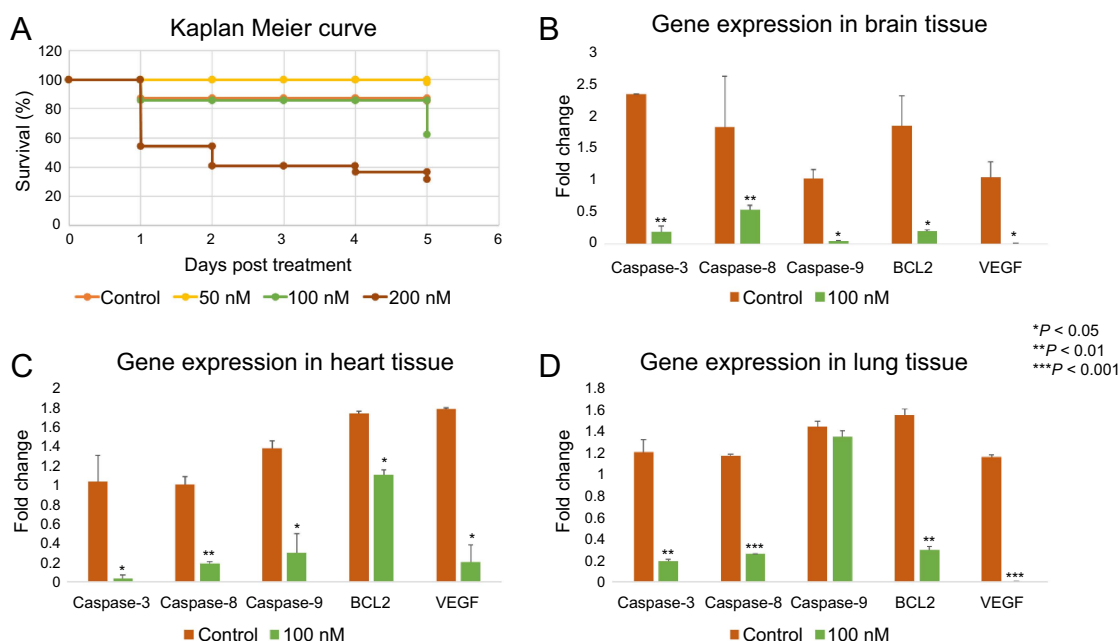 A
Kaplan Meier curve
120
100
80
60
40
20
0
Survival (%)
0 1 2 3 4 5 6
Days post treatment
Control 50 nM 100 nM 200 nM
B
Gene expression in brain tissue
3
2.5
2
1.5
1
0.5
0
Fold change
** ** * * *
Caspase-3 Caspase-8 Caspase-9 BCL2 VEGF
Control 100 nM
*P < 0.05
**P < 0.01
***P < 0.001
C
Gene expression in heart tissue
2
1.8
1.6
1.4
1.2
1
0.8
0.6
0.4
0.2
0
Fold change
* ** * * *
Caspase-3 Caspase-8 Caspase-9 BCL2 VEGF
Control 100 nM
D
Gene expression in lung tissue
1.8
1.6
1.4
1.2
1
0.8
0.6
0.4
0.2
0
Fold change
** *** ** ***
Caspase-3 Caspase-8 Caspase-9 BCL2 VEGF
Control 100 nM